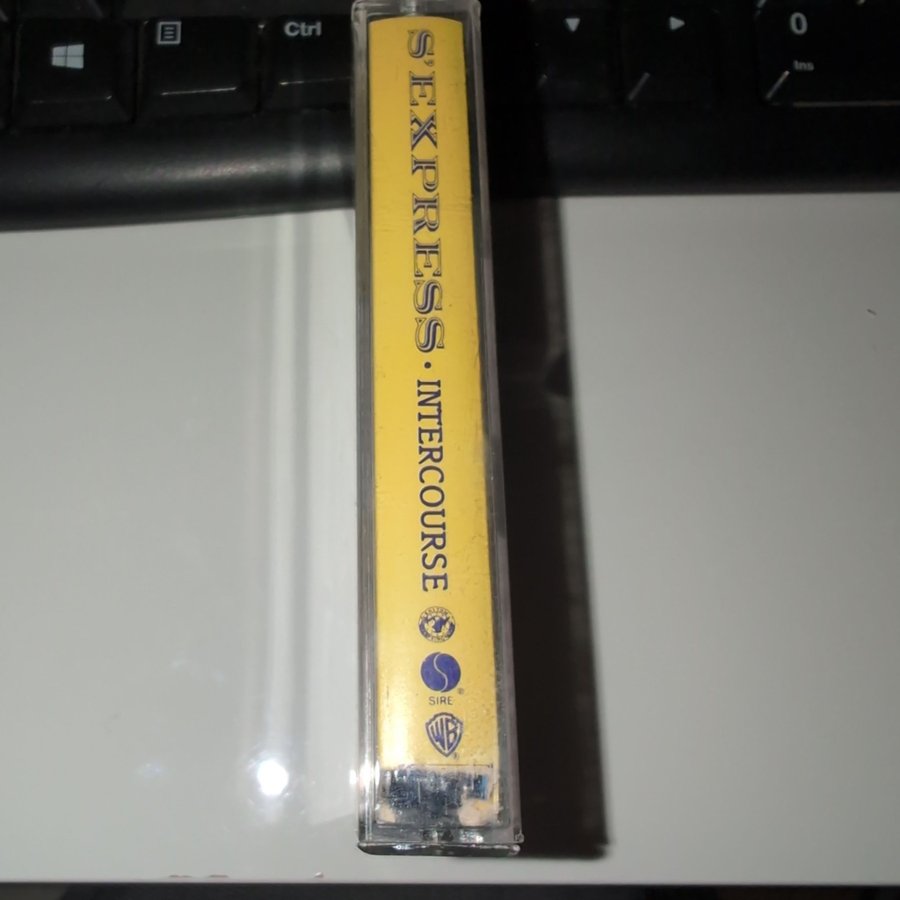 Ctrl
0
Ins
S'EXPRESS • INTERCOURSE
SIRE ®
WB ®